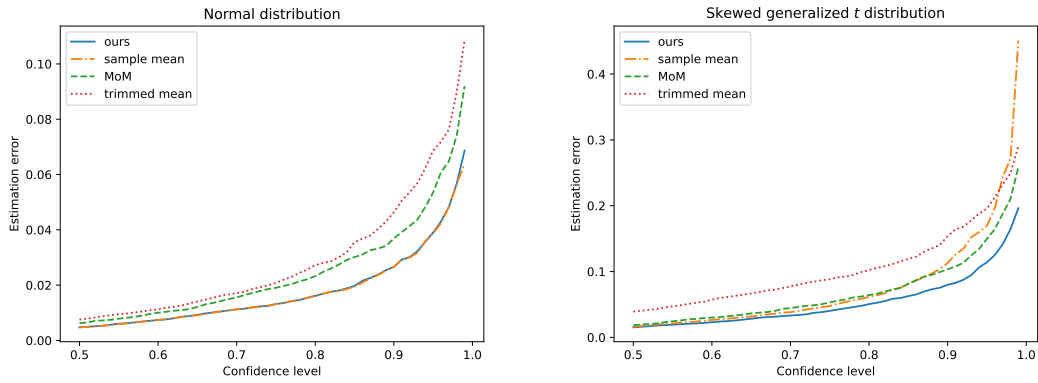 Normal distribution
ours
sample mean
MoM
trimmed mean
0.10
0.08
0.06
0.04
0.02
0.00
Estimation error
0.5 0.6 0.7 0.8 0.9 1.0
Confidence level
Skewed generalized t distribution
ours
sample mean
MoM
trimmed mean
0.4
0.3
0.2
0.1
0.0
Estimation error
0.5 0.6 0.7 0.8 0.9 1.0
Confidence level